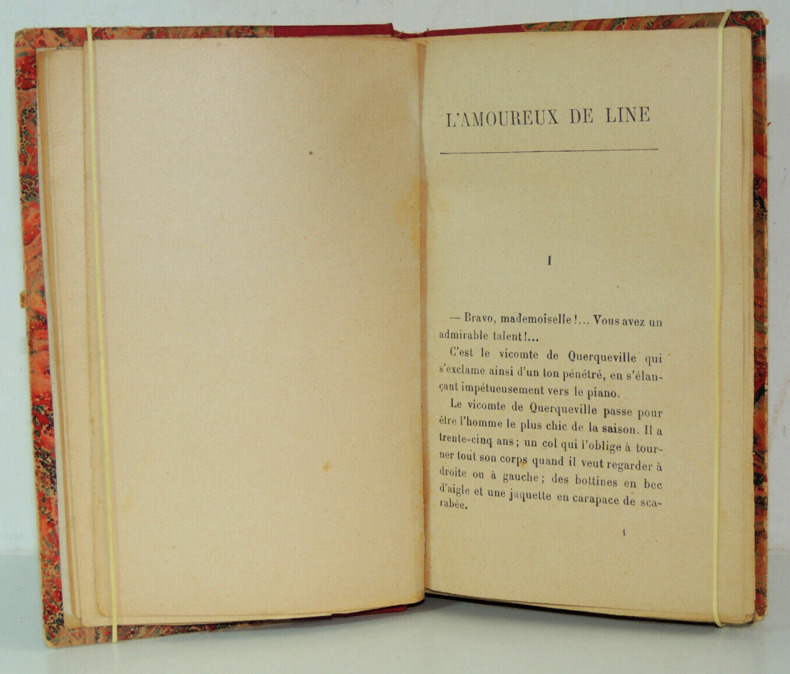 L'AMOUREUX DE LINE
I
— Bravo, mademoiselle!... Vous avez un
admirable talent!...
C'est le vicomte de Querqueville qui
s'exclame ainsi d'un ton pénétré, en s'élan-
çant impétueusement vers le piano.
Le vicomte de Querqueville passe pour
être l'homme le plus chic de la saison. Il a
trente-cinq ans; un col qui l'oblige à tour-
ner tout son corps quand il veut regarder à
droite ou à gauche; des bottines en bec
d'aigle et une jaquette en carapace de sca-
rabée.
1